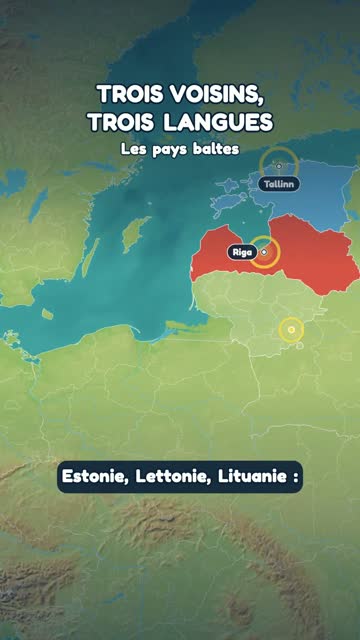 TROIS VOISINS,
TROIS LANGUES
Les pays baltes
Tallinn
Riga
Estonie, Lettonie, Lituanie :